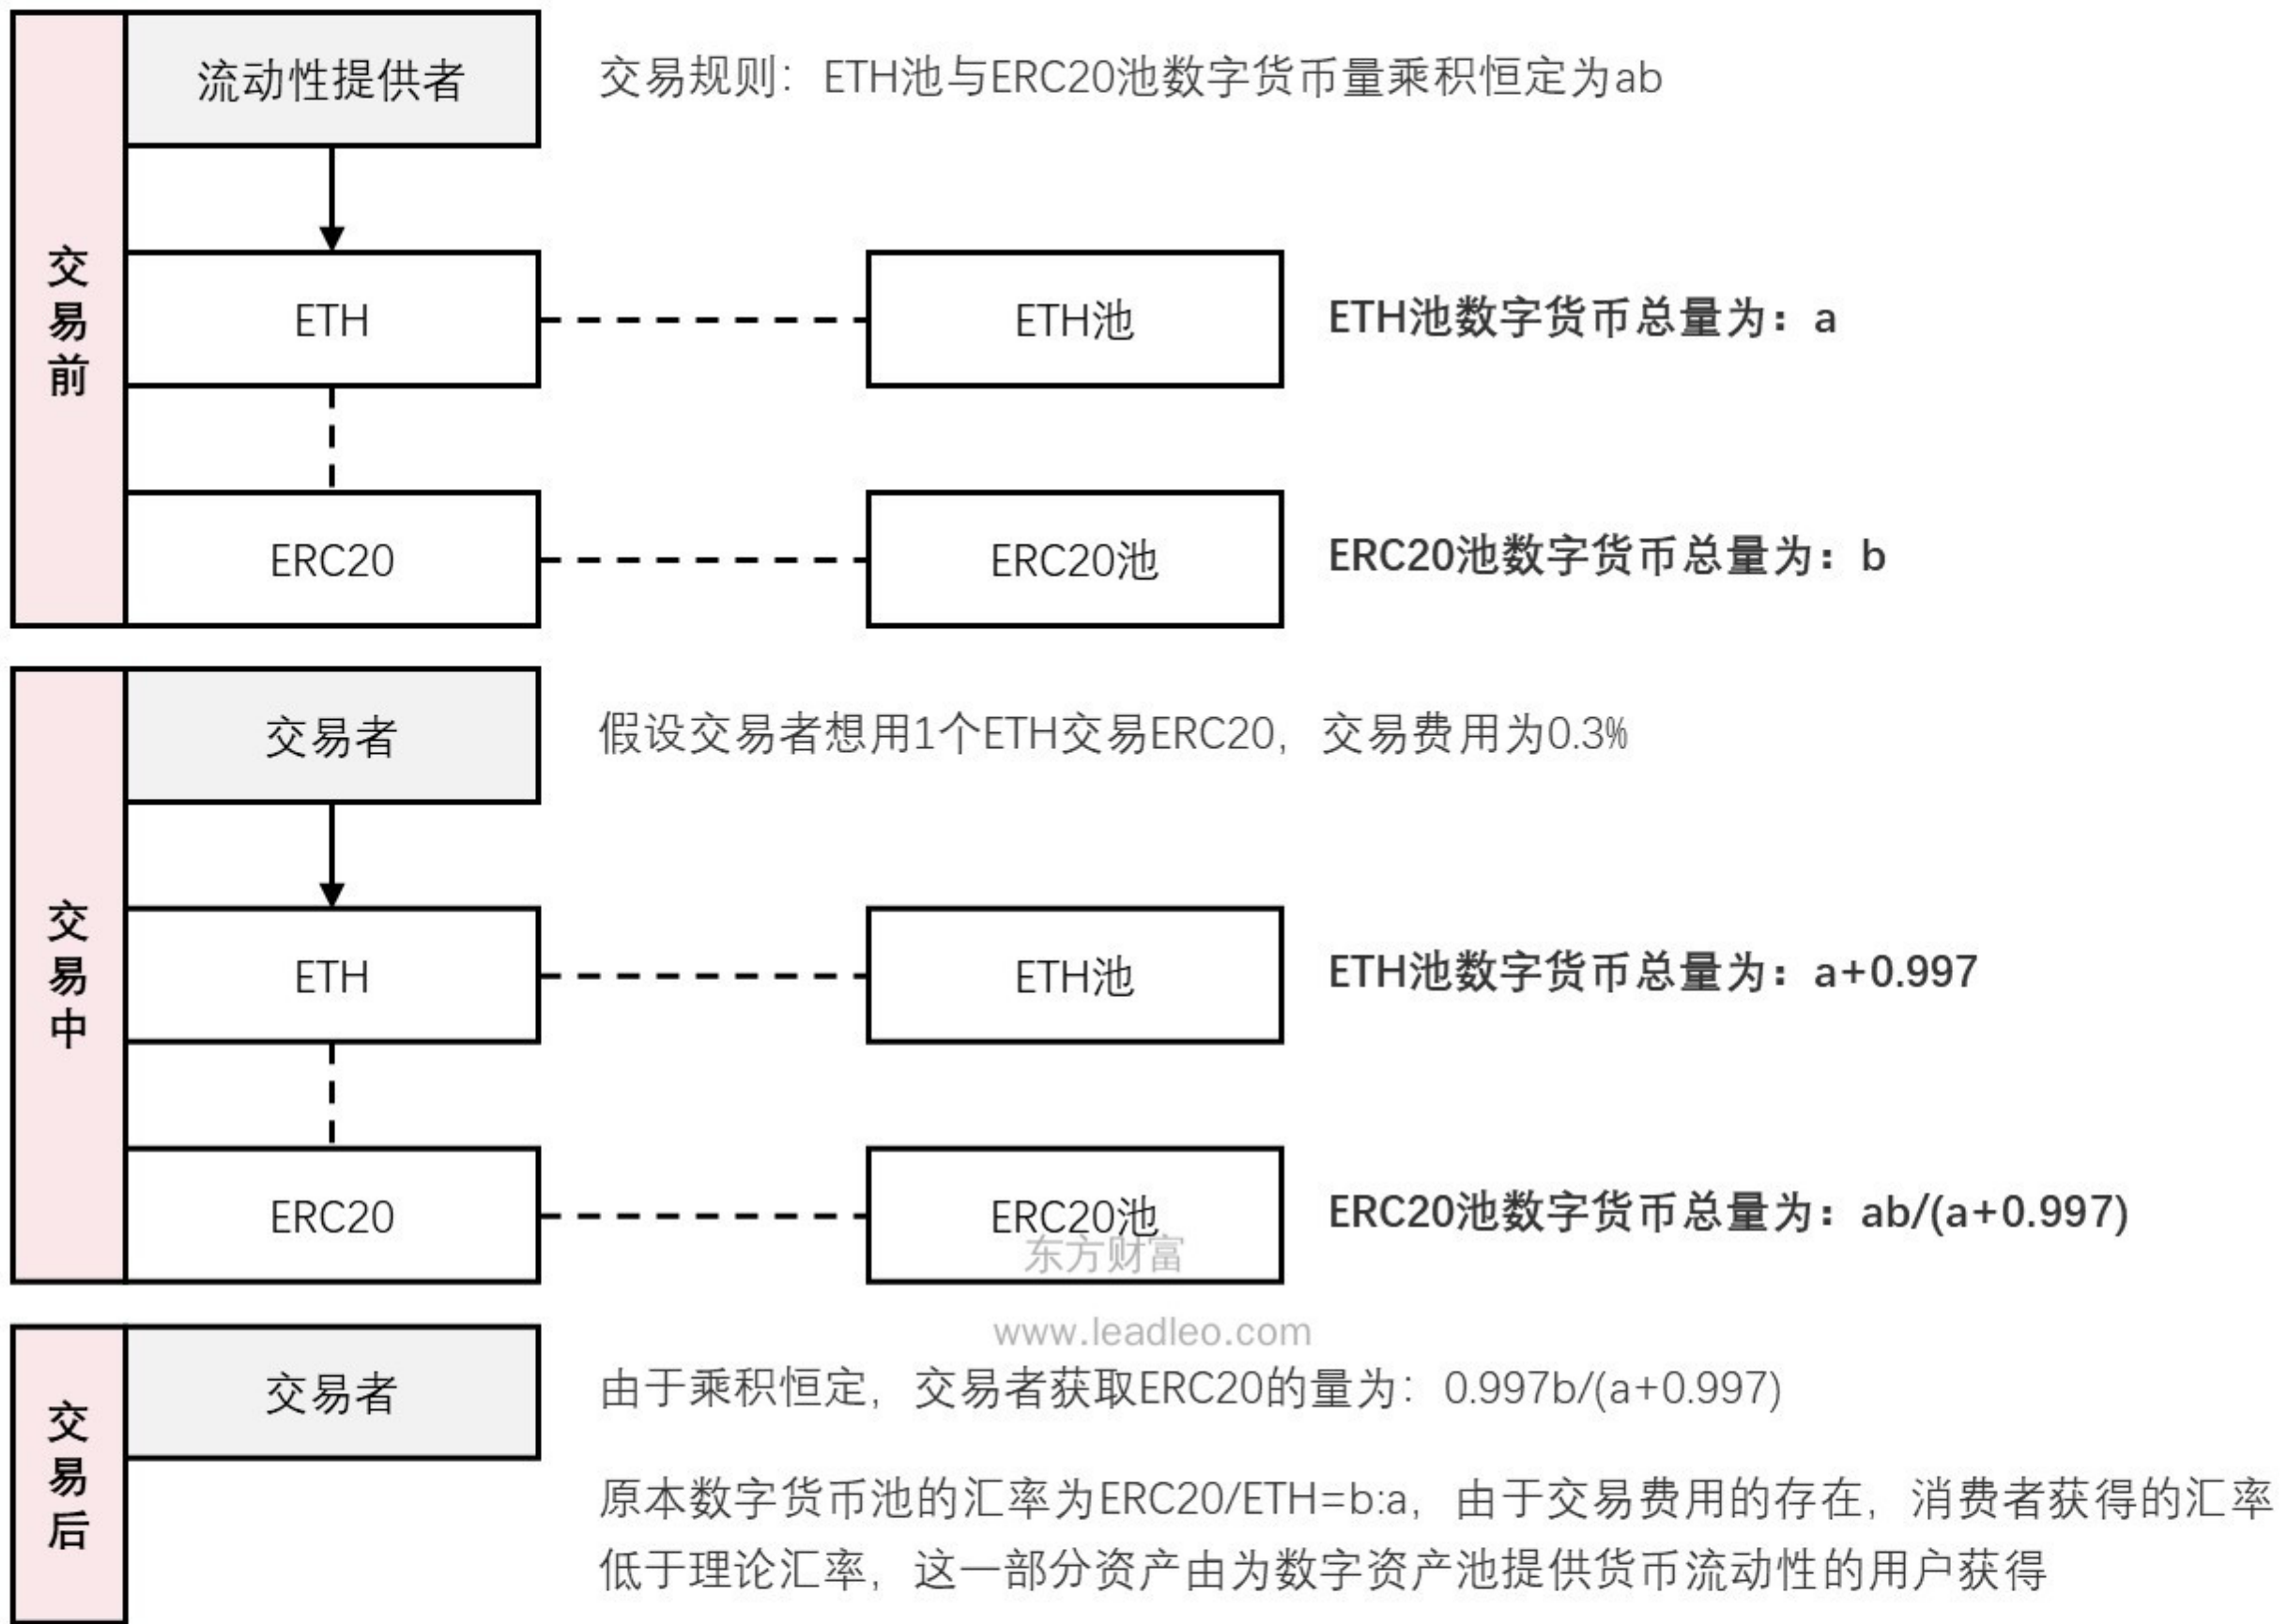 流动性提供者
交易规则：ETH池与ERC20池数字货币量乘积恒定为ab
交易前
ETH
ETH池
ETH池数字货币总量为：a
ERC20
ERC20池
ERC20池数字货币总量为：b
交易者
假设交易者想用1个ETH交易ERC20，交易费用为0.3%
交易中
ETH
ETH池
ETH池数字货币总量为：a+0.997
ERC20
ERC20池
ERC20池数字货币总量为：ab/(a+0.997)
东方财富
www.leadleo.com
交易后
交易者
由于乘积恒定，交易者获取ERC20的量为：0.997b/(a+0.997)
原本数字货币池的汇率为ERC20/ETH=b:a，由于交易费用的存在，消费者获得的汇率
低于理论汇率，这一部分资产由为数字资产池提供货币流动性的用户获得